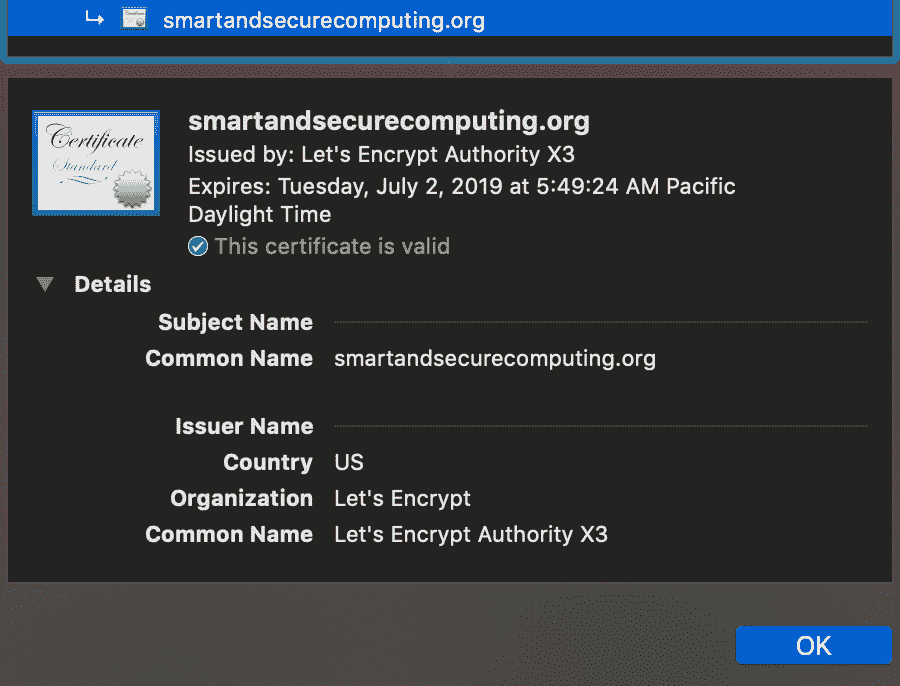 smartandsecurecomputing.org
Certificate
Standard
smartandsecurecomputing.org
Issued by: Let's Encrypt Authority X3
Expires: Tuesday, July 2, 2019 at 5:49:24 AM Pacific
Daylight Time
This certificate is valid
Details
Subject Name
Common Name smartandsecurecomputing.org
Issuer Name
Country US
Organization Let's Encrypt
Common Name Let's Encrypt Authority X3
OK